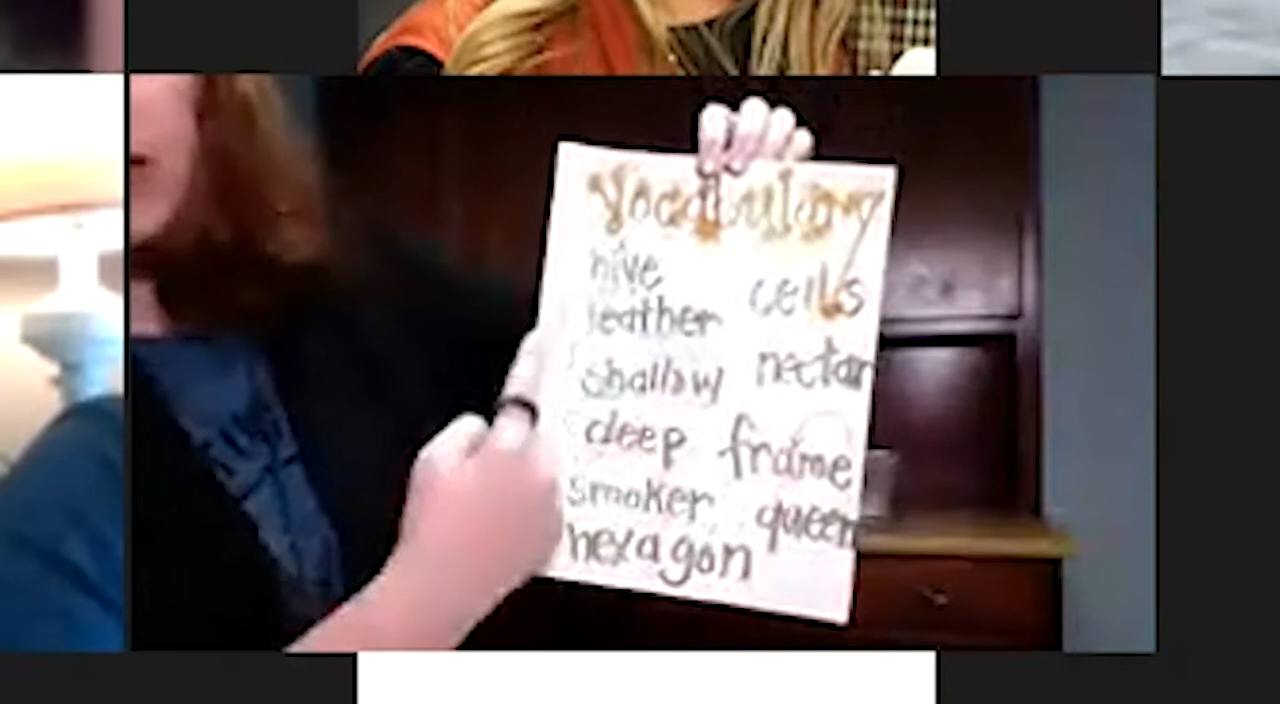 Vocabulary
hive
leather
shallow
deep
smoker
hexagon
cells
nectar
frame
queen